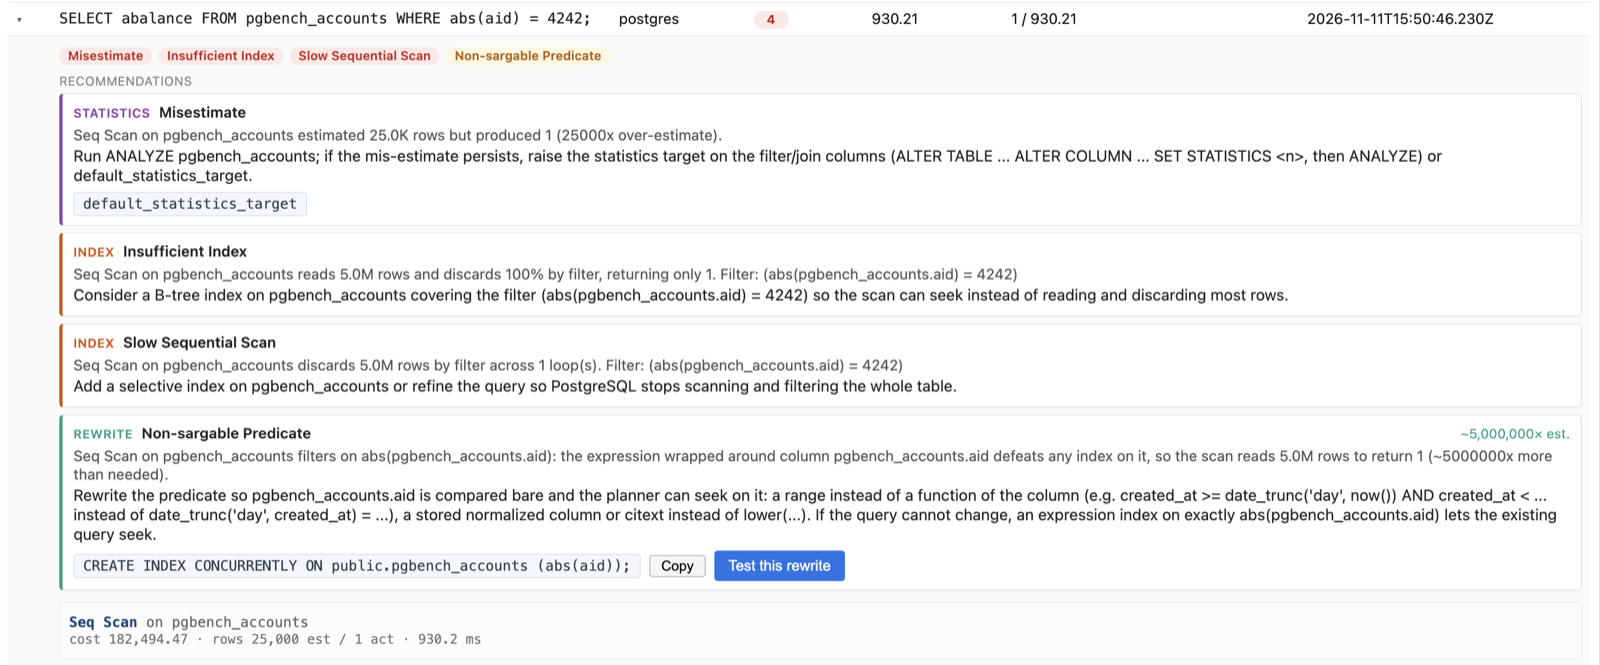 ▾ SELECT abalance FROM pgbench_accounts WHERE abs(aid) = 4242; postgres 4 930.21 1 / 930.21 2026-11-11T15:50:46.230Z
Misestimate Insufficient Index Slow Sequential Scan Non-sargable Predicate
RECOMMENDATIONS
STATISTICS Misestimate
Seq Scan on pgbench_accounts estimated 25.0K rows but produced 1 (25000x over-estimate).
Run ANALYZE pgbench_accounts; if the mis-estimate persists, raise the statistics target on the filter/join columns (ALTER TABLE ... ALTER COLUMN ... SET STATISTICS <n>, then ANALYZE) or
default_statistics_target.
default_statistics_target
INDEX Insufficient Index
Seq Scan on pgbench_accounts reads 5.0M rows and discards 100% by filter, returning only 1. Filter: (abs(pgbench_accounts.aid) = 4242)
Consider a B-tree index on pgbench_accounts covering the filter (abs(pgbench_accounts.aid) = 4242) so the scan can seek instead of reading and discarding most rows.
INDEX Slow Sequential Scan
Seq Scan on pgbench_accounts discards 5.0M rows by filter across 1 loop(s). Filter: (abs(pgbench_accounts.aid) = 4242)
Add a selective index on pgbench_accounts or refine the query so PostgreSQL stops scanning and filtering the whole table.
REWRITE Non-sargable Predicate ~5,000,000× est.
Seq Scan on pgbench_accounts filters on abs(pgbench_accounts.aid): the expression wrapped around column pgbench_accounts.aid defeats any index on it, so the scan reads 5.0M rows to return 1 (~5000000x more
than needed).
Rewrite the predicate so pgbench_accounts.aid is compared bare and the planner can seek on it: a range instead of a function of the column (e.g. created_at >= date_trunc('day', now()) AND created_at < ...
instead of date_trunc('day', created_at) = ...), a stored normalized column or citext instead of lower(...). If the query cannot change, an expression index on exactly abs(pgbench_accounts.aid) lets the existing
query seek.
CREATE INDEX CONCURRENTLY ON public.pgbench_accounts (abs(aid)); Copy Test this rewrite
Seq Scan on pgbench_accounts
cost 182,494.47 · rows 25,000 est / 1 act · 930.2 ms